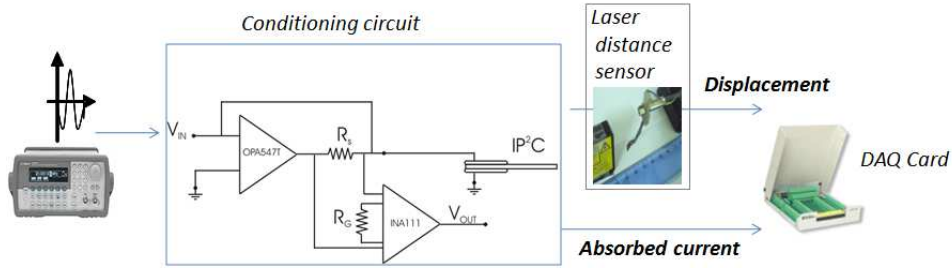 Conditioning circuit
Laser
distance
sensor
Displacement
V_IN
OPA547T
R_s
IP²C
DAQ Card
R_G
INA111
V_OUT
Absorbed current